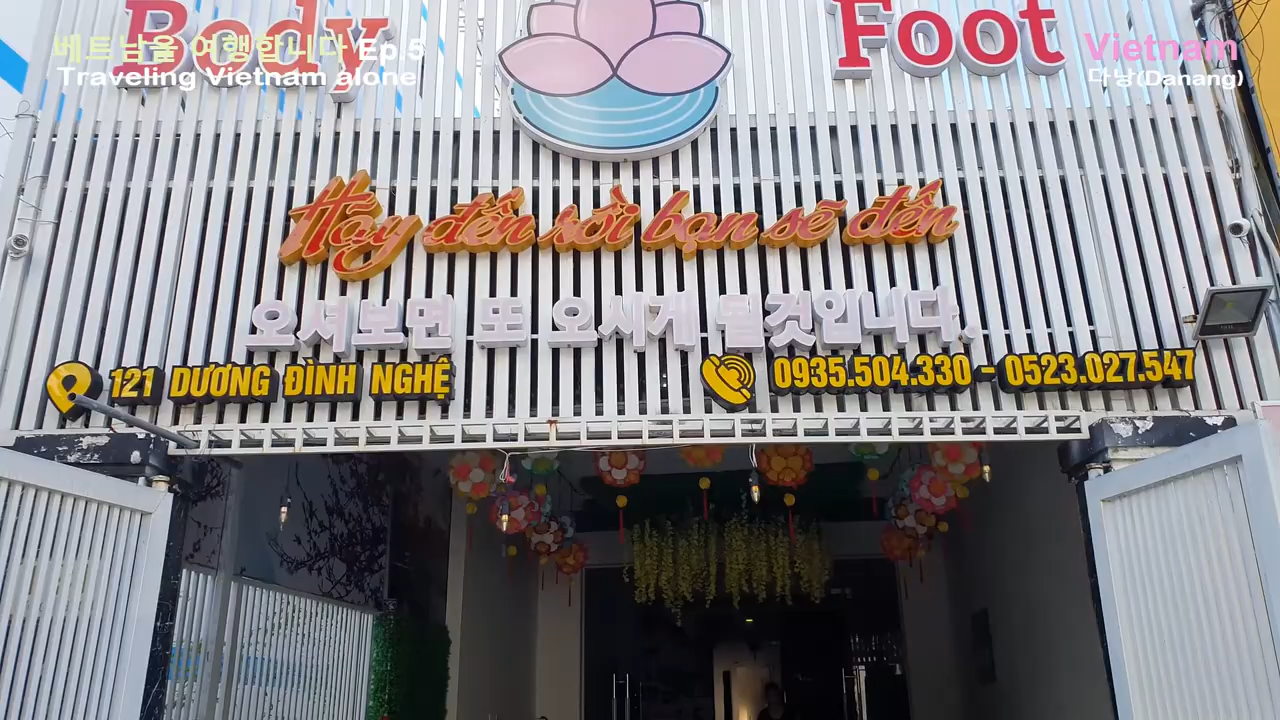 Body Foot
베트남을 여행합니다 Ep.5
Traveling Vietnam alone
Vietnam
다낭(Danang)
Hãy đến rồi bạn sẽ đến
오셔보면 또 오시게 될것입니다.
121 DƯƠNG ĐÌNH NGHỆ
0935.504.330 - 0523.027.547